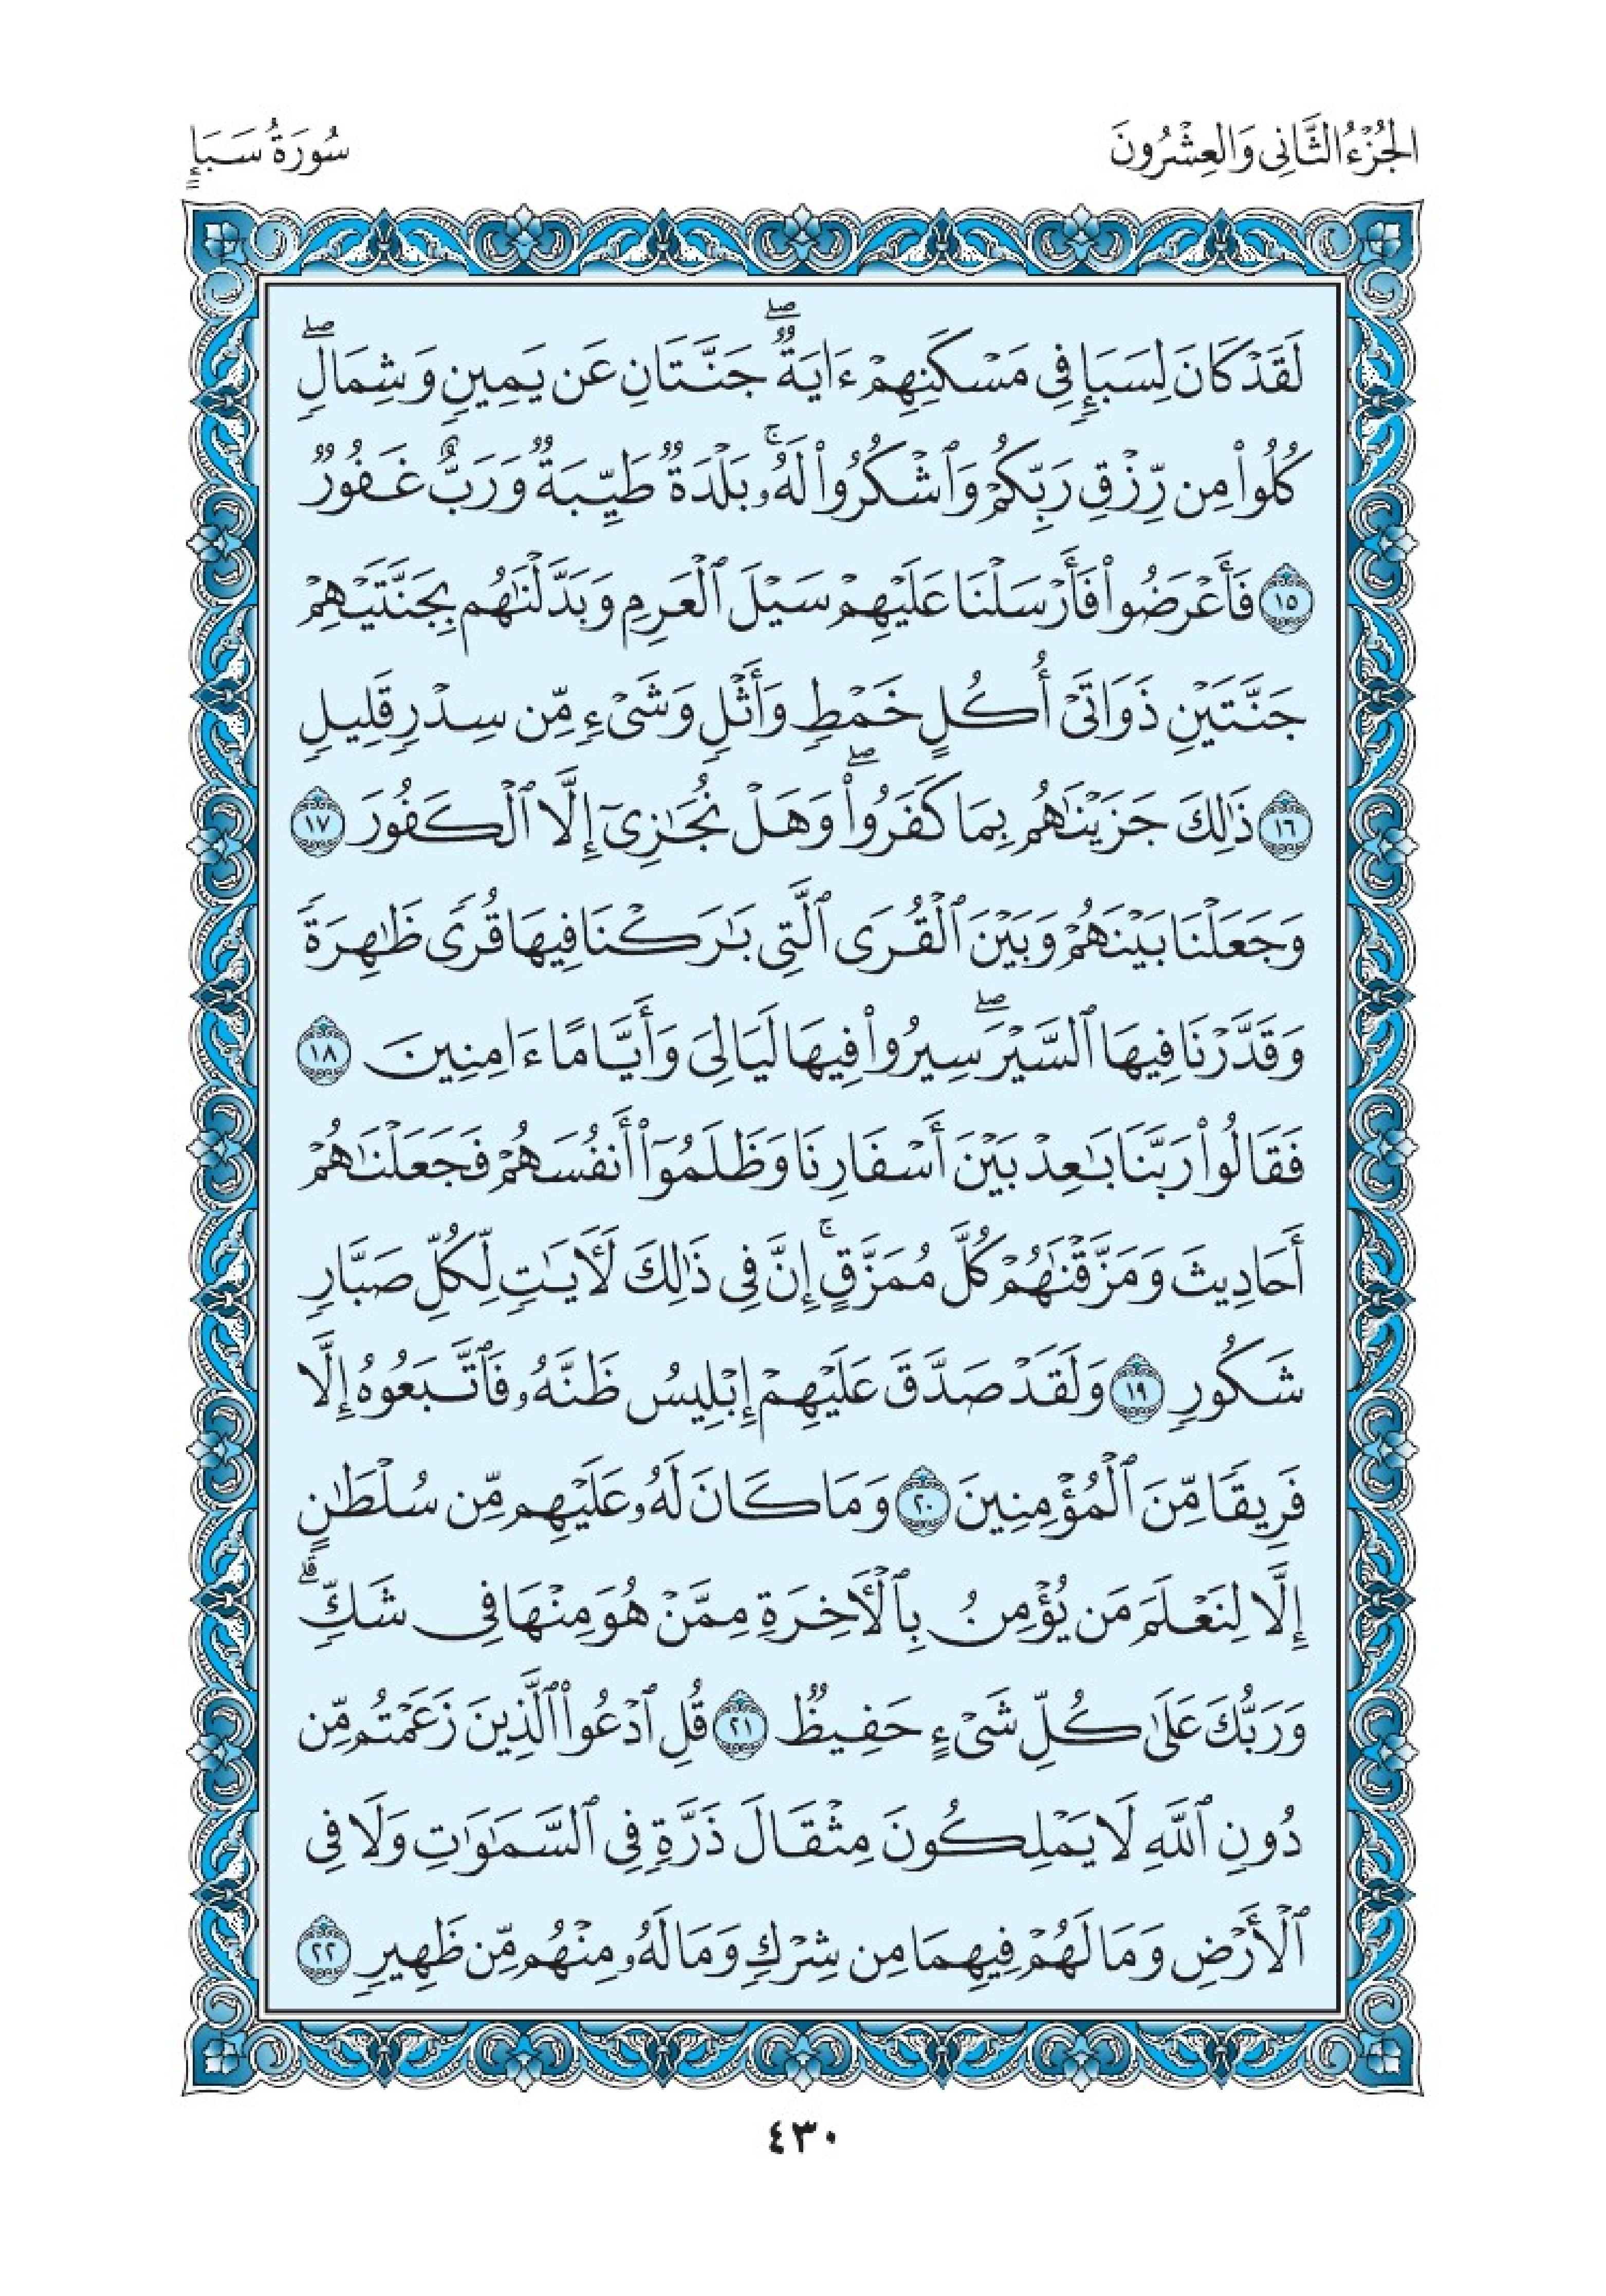 الجُزْءُ الثَّانِي وَالعِشْرُونَ
سُورَةُ سَبَإٍ
لَقَدۡ كَانَ لِسَبَإٖ فِي مَسۡكَنِهِمۡ ءَايَةٞۖ جَنَّتَانِ عَن يَمِينٖ وَشِمَالٖۖ
كُلُواْ مِن رِّزۡقِ رَبِّكُمۡ وَٱشۡكُرُواْ لَهُۥۚ بَلۡدَةٞ طَيِّبَةٞ وَرَبٌّ غَفُورٞ
١٥ فَأَعۡرَضُواْ فَأَرۡسَلۡنَا عَلَيۡهِمۡ سَيۡلَ ٱلۡعَرِمِ وَبَدَّلۡنَٰهُم بِجَنَّتَيۡهِمۡ
جَنَّتَيۡنِ ذَوَاتَيۡ أُكُلٍ خَمۡطٖ وَأَثۡلٖ وَشَيۡءٖ مِّن سِدۡرٖ قَلِيلٖ
١٦ ذَٰلِكَ جَزَيۡنَٰهُم بِمَا كَفَرُواْۖ وَهَلۡ نُجَٰزِيٓ إِلَّا ٱلۡكَفُورَ ١٧
وَجَعَلۡنَا بَيۡنَهُمۡ وَبَيۡنَ ٱلۡقُرَى ٱلَّتِي بَٰرَكۡنَا فِيهَا قُرٗى ظَٰهِرَةٗ
وَقَدَّرۡنَا فِيهَا ٱلسَّيۡرَۖ سِيرُواْ فِيهَا لَيَالِيَ وَأَيَّامًا ءَامِنِينَ ١٨
فَقَالُواْ رَبَّنَا بَٰعِدۡ بَيۡنَ أَسۡفَارِنَا وَظَلَمُوٓاْ أَنفُسَهُمۡ فَجَعَلۡنَٰهُمۡ
أَحَادِيثَ وَمَزَّقۡنَٰهُمۡ كُلَّ مُمَزَّقٍۚ إِنَّ فِي ذَٰلِكَ لَأٓيَٰتٖ لِّكُلِّ صَبَّارٖ
شَكُورٖ ١٩ وَلَقَدۡ صَدَّقَ عَلَيۡهِمۡ إِبۡلِيسُ ظَنَّهُۥ فَٱتَّبَعُوهُ إِلَّا
فَرِيقٗا مِّنَ ٱلۡمُؤۡمِنِينَ ٢٠ وَمَا كَانَ لَهُۥ عَلَيۡهِم مِّن سُلۡطَٰنٍ
إِلَّا لِنَعۡلَمَ مَن يُؤۡمِنُ بِٱلۡأٓخِرَةِ مِمَّنۡ هُوَ مِنۡهَا فِي شَكّٖۗ
وَرَبُّكَ عَلَىٰ كُلِّ شَيۡءٍ حَفِيظٞ ٢١ قُلِ ٱدۡعُواْ ٱلَّذِينَ زَعَمۡتُم مِّن
دُونِ ٱللَّهِ لَا يَمۡلِكُونَ مِثۡقَالَ ذَرَّةٖ فِي ٱلسَّمَٰوَٰتِ وَلَا فِي
ٱلۡأَرۡضِ وَمَا لَهُمۡ فِيهِمَا مِن شِرۡكٖ وَمَا لَهُۥ مِنۡهُم مِّن ظَهِيرٖ ٢٢
٤٣٠